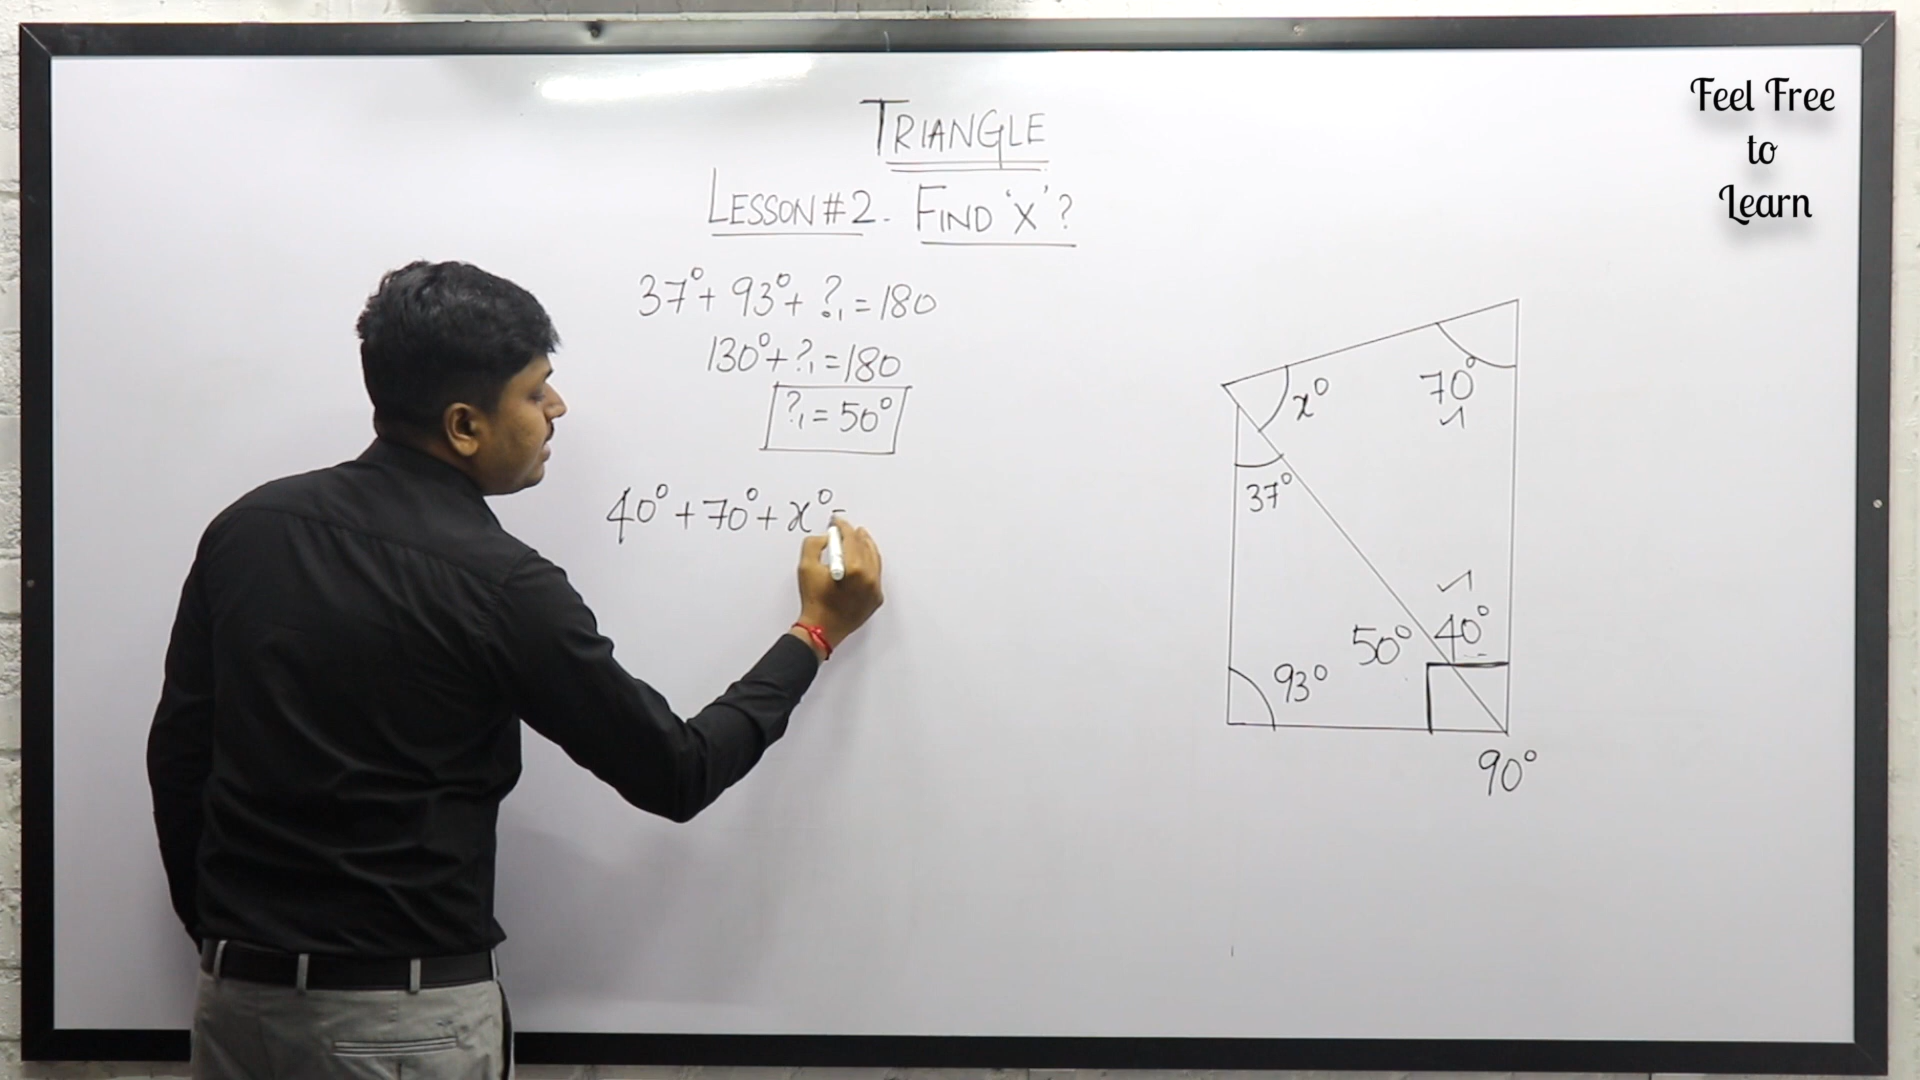 Feel Free
to
Learn
TRIANGLE
LESSON #2. FIND 'X'?
37° + 93° + ?₁ = 180
130° + ?₁ = 180
?₁ = 50°
40° + 70° + x° =
x°
70°
37°
40°
50°
93°
90°